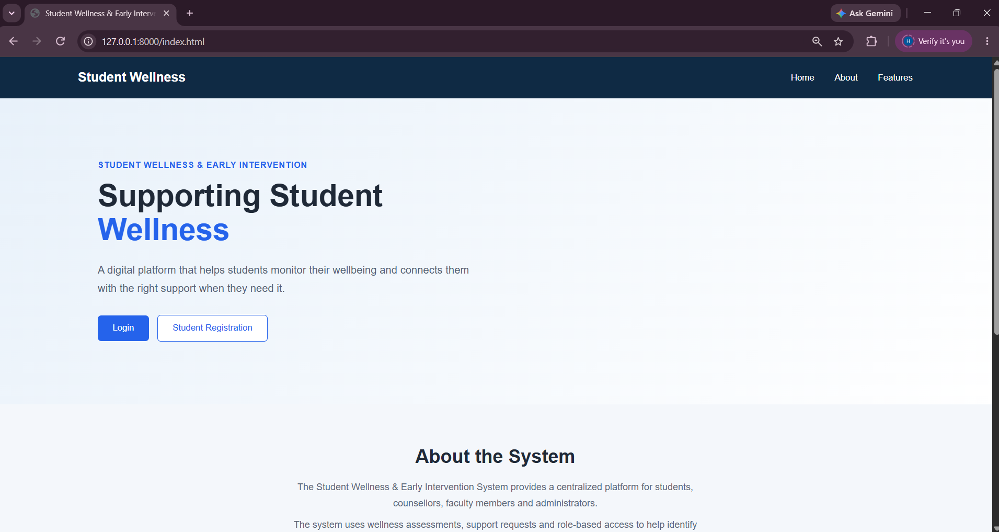 Student Wellness & Early Interve
Ask Gemini
127.0.0.1:8000/index.html
H
Verify it's you
Student Wellness
Home
About
Features
STUDENT WELLNESS & EARLY INTERVENTION
Supporting Student
Wellness
A digital platform that helps students monitor their wellbeing and connects them
with the right support when they need it.
Login
Student Registration
About the System
The Student Wellness & Early Intervention System provides a centralized platform for students,
counsellors, faculty members and administrators.
The system uses wellness assessments, support requests and role-based access to help identify